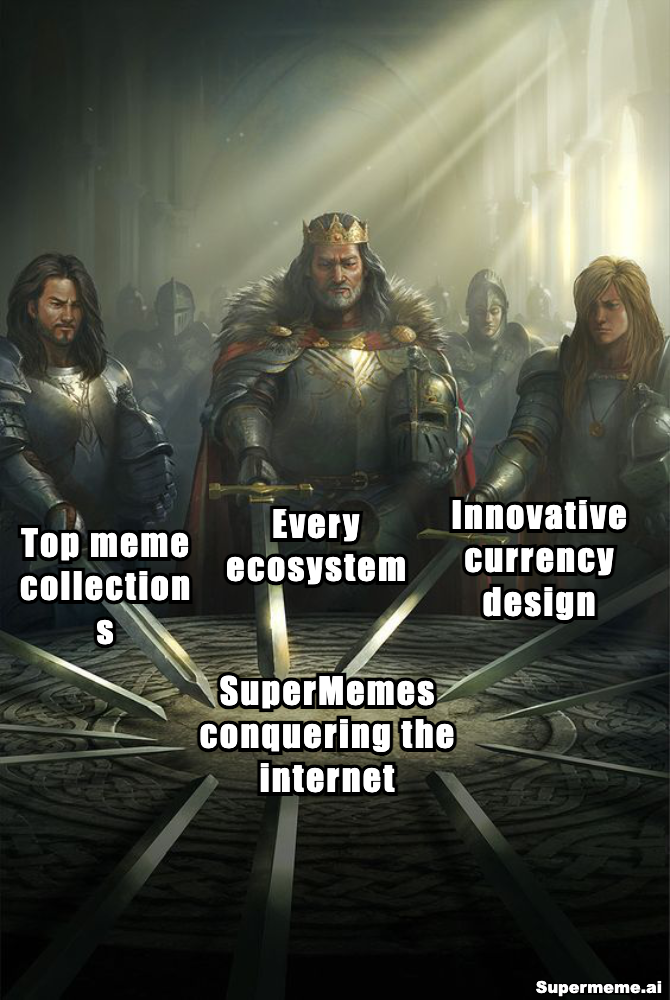 Top meme
collection
s
Every
ecosystem
Innovative
currency
design
SuperMemes
conquering the
internet
Supermeme.ai